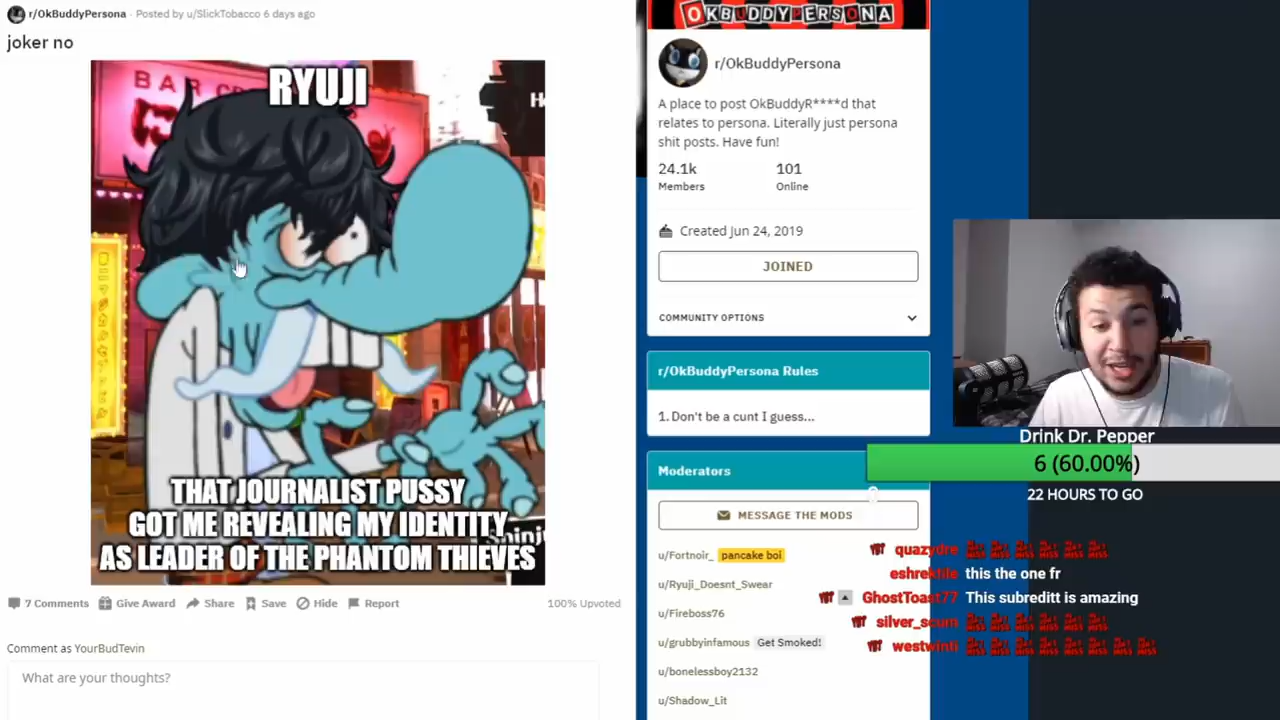 r/OkBuddyPersona · Posted by u/SlickTobacco 6 days ago
joker no
BAR
RYUJI
THAT JOURNALIST PUSSY
GOT ME REVEALING MY IDENTITY
AS LEADER OF THE PHANTOM THIEVES
7 Comments Give Award Share Save Hide Report 100% Upvoted
Comment as YourBudTevin
What are your thoughts?
OKBUDDYPERSONA
r/OkBuddyPersona
A place to post OkBuddyR****d that
relates to persona. Literally just persona
shit posts. Have fun!
24.1k 101
Members Online
Created Jun 24, 2019
JOINED
COMMUNITY OPTIONS
r/OkBuddyPersona Rules
1. Don't be a cunt I guess...
Moderators
MESSAGE THE MODS
u/Fortnoir_ pancake boi
u/Ryuji_Doesnt_Swear
u/Fireboss76
u/grubbyinfamous Get Smoked!
u/bonelessboy2132
u/Shadow_Lit
Drink Dr. Pepper
6 (60.00%)
22 HOURS TO GO
quazydre
eshrekfile this the one fr
GhostToast77 This subreditt is amazing
silver_scum
westwinti